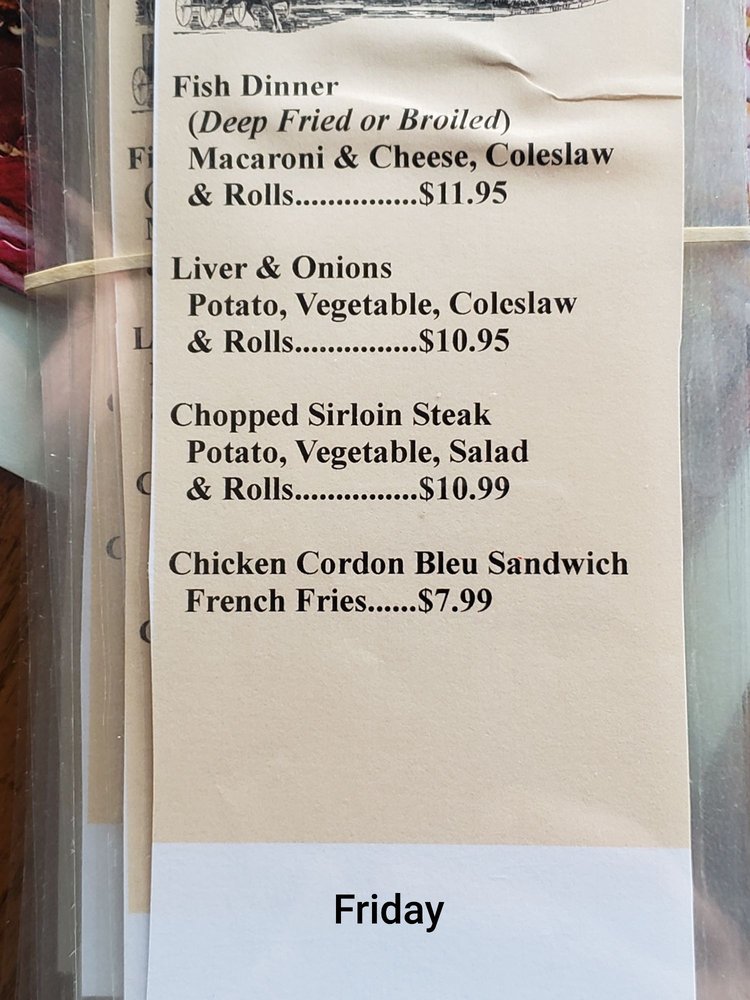 Fish Dinner
(Deep Fried or Broiled)
Macaroni & Cheese, Coleslaw
& Rolls...............$11.95
Liver & Onions
Potato, Vegetable, Coleslaw
& Rolls...............$10.95
Chopped Sirloin Steak
Potato, Vegetable, Salad
& Rolls...............$10.99
Chicken Cordon Bleu Sandwich
French Fries......$7.99
Friday